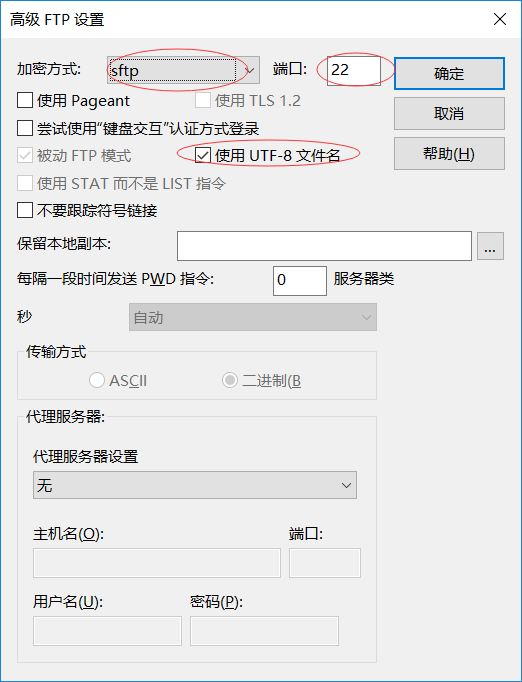 高级 FTP 设置
加密方式: sftp 端口: 22 确定
使用 Pageant 使用 TLS 1.2
取消
尝试使用“键盘交互”认证方式登录
被动 FTP 模式 使用 UTF-8 文件名 帮助(H)
使用 STAT 而不是 LIST 指令
不要跟踪符号链接
保留本地副本: ...
每隔一段时间发送 PWD 指令: 0 服务器类
秒 自动
传输方式
ASCII 二进制(B
代理服务器:
代理服务器设置
无
主机名(O): 端口:
用户名(U): 密码(P):